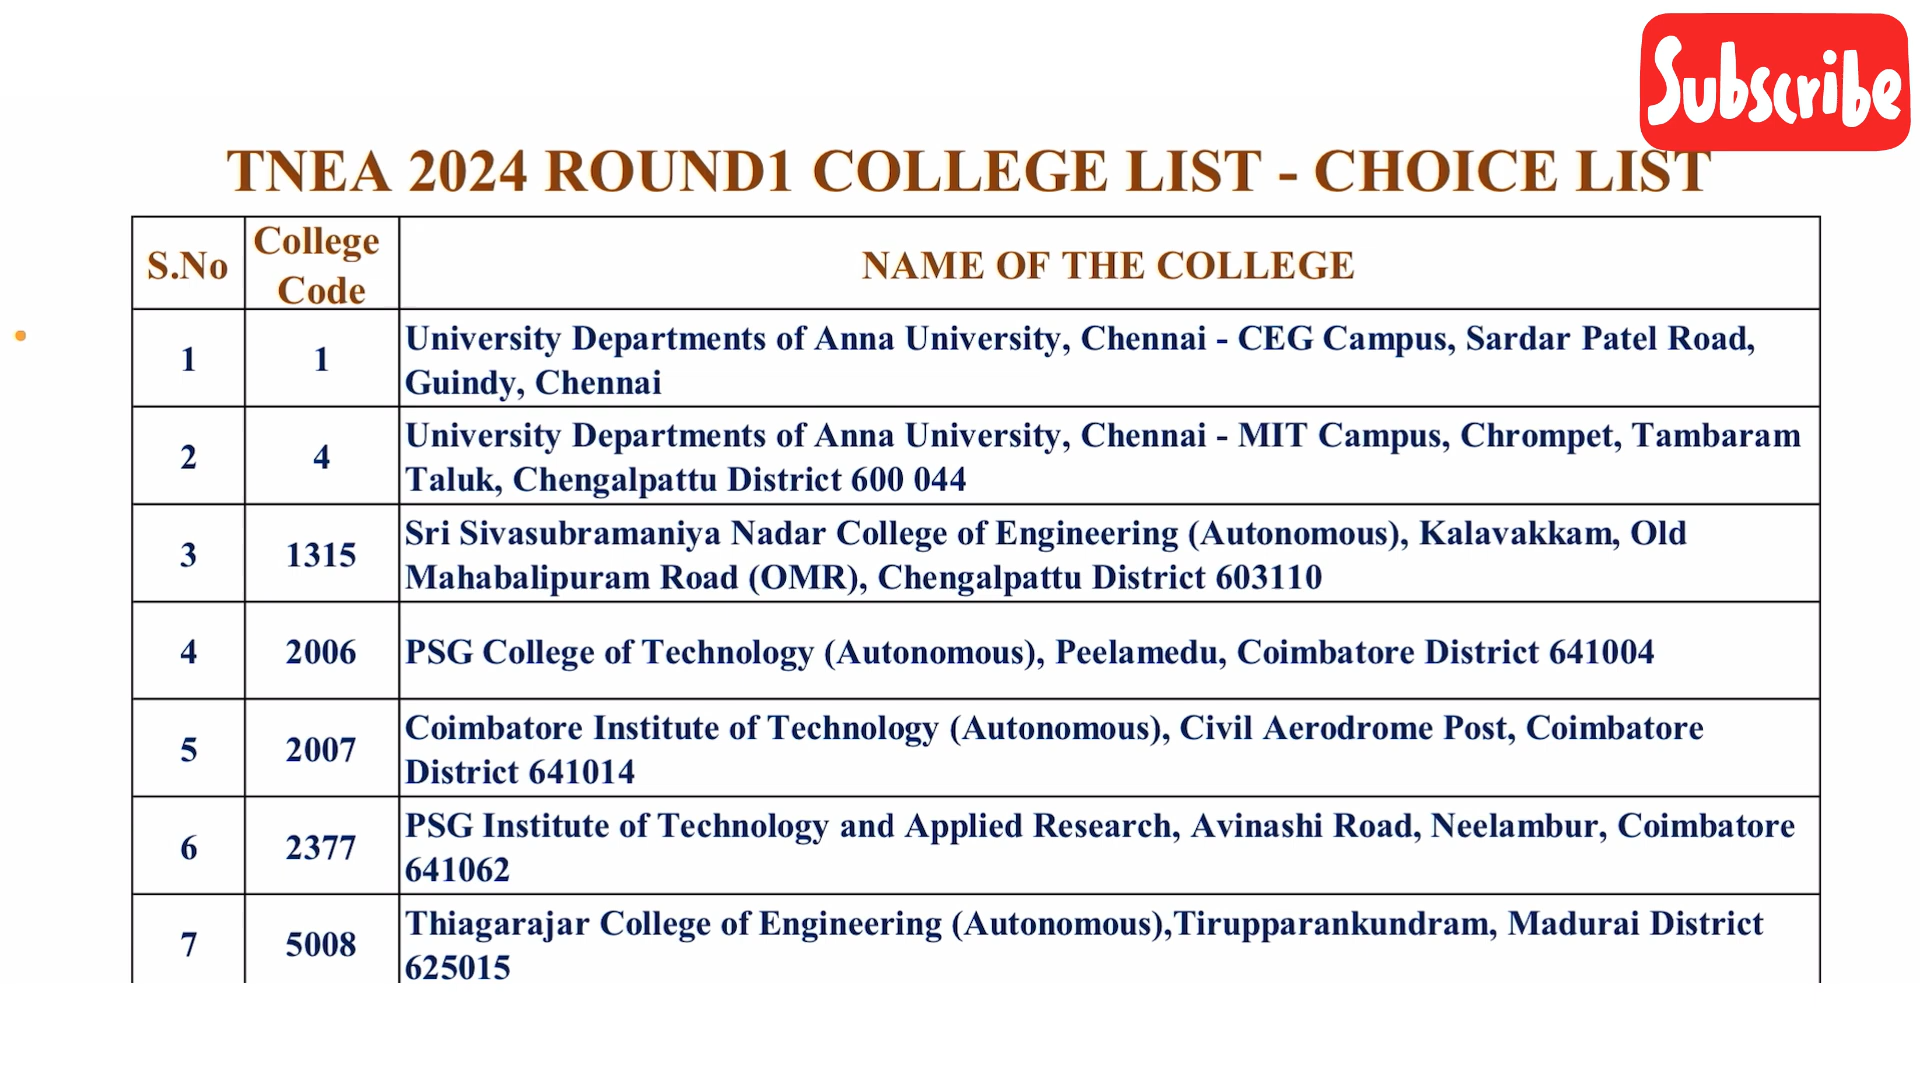 Subscribe
TNEA 2024 ROUND1 COLLEGE LIST - CHOICE LIST
S.No
College
Code
NAME OF THE COLLEGE
1
1
University Departments of Anna University, Chennai - CEG Campus, Sardar Patel Road,
Guindy, Chennai
2
4
University Departments of Anna University, Chennai - MIT Campus, Chrompet, Tambaram
Taluk, Chengalpattu District 600 044
3
1315
Sri Sivasubramaniya Nadar College of Engineering (Autonomous), Kalavakkam, Old
Mahabalipuram Road (OMR), Chengalpattu District 603110
4
2006
PSG College of Technology (Autonomous), Peelamedu, Coimbatore District 641004
5
2007
Coimbatore Institute of Technology (Autonomous), Civil Aerodrome Post, Coimbatore
District 641014
6
2377
PSG Institute of Technology and Applied Research, Avinashi Road, Neelambur, Coimbatore
641062
7
5008
Thiagarajar College of Engineering (Autonomous),Tirupparankundram, Madurai District
625015